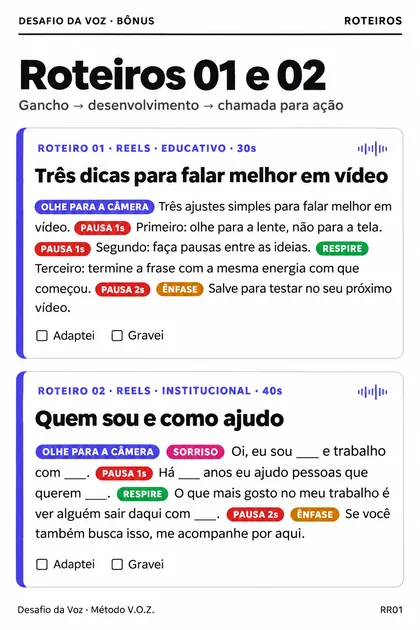 DESAFIO DA VOZ · BÔNUS
ROTEIROS
Roteiros 01 e 02
Gancho → desenvolvimento → chamada para ação
ROTEIRO 01 · REELS · EDUCATIVO · 30s
Três dicas para falar melhor em vídeo
OLHE PARA A CÂMERA Três ajustes simples para falar melhor em
vídeo. PAUSA 1s Primeiro: olhe para a lente, não para a tela.
PAUSA 1s Segundo: faça pausas entre as ideias. RESPIRE
Terceiro: termine a frase com a mesma energia com que
começou. PAUSA 2s ÊNFASE Salve para testar no seu próximo
vídeo.
☐ Adaptei ☐ Gravei
ROTEIRO 02 · REELS · INSTITUCIONAL · 40s
Quem sou e como ajudo
OLHE PARA A CÂMERA SORRISO Oi, eu sou ___ e trabalho
com ___. PAUSA 1s Há ___ anos eu ajudo pessoas que
querem ___. RESPIRE O que mais gosto no meu trabalho é
ver alguém sair daqui com ___. PAUSA 2s ÊNFASE Se você
também busca isso, me acompanhe por aqui.
☐ Adaptei ☐ Gravei
Desafio da Voz · Método V.O.Z.
RR01